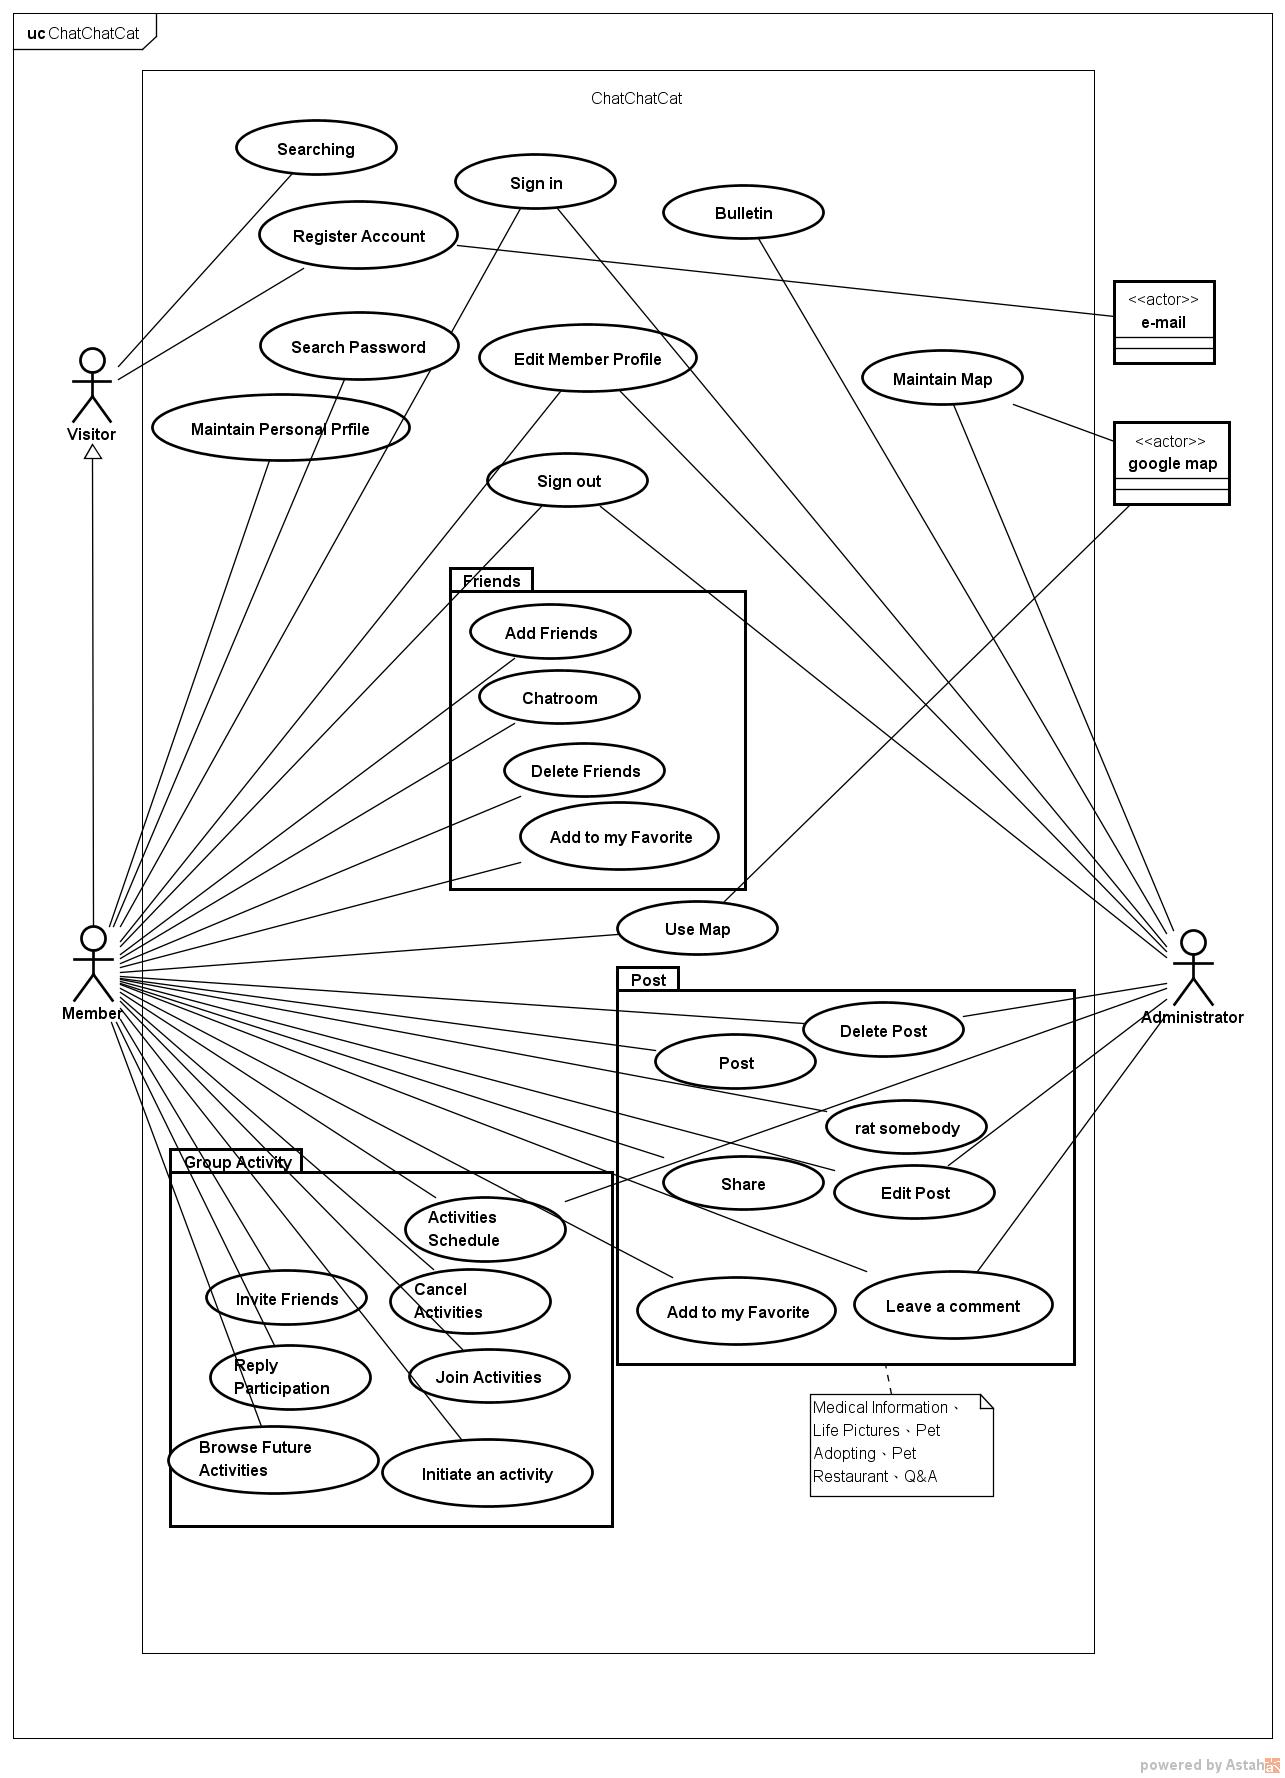 uc ChatChatCat
ChatChatCat
Searching
Sign in
Bulletin
Register Account
<<actor>>
e-mail
Search Password
Edit Member Profile
Maintain Map
Visitor
Maintain Personal Prfile
<<actor>>
google map
Sign out
Friends
Add Friends
Chatroom
Delete Friends
Add to my Favorite
Use Map
Member
Administrator
Post
Delete Post
Post
rat somebody
Share
Edit Post
Add to my Favorite
Leave a comment
Group Activity
Activities
Schedule
Invite Friends
Cancel
Activities
Reply
Participation
Join Activities
Browse Future
Activities
Initiate an activity
Medical Information、
Life Pictures、Pet
Adopting、Pet
Restaurant、Q&A
powered by Astah